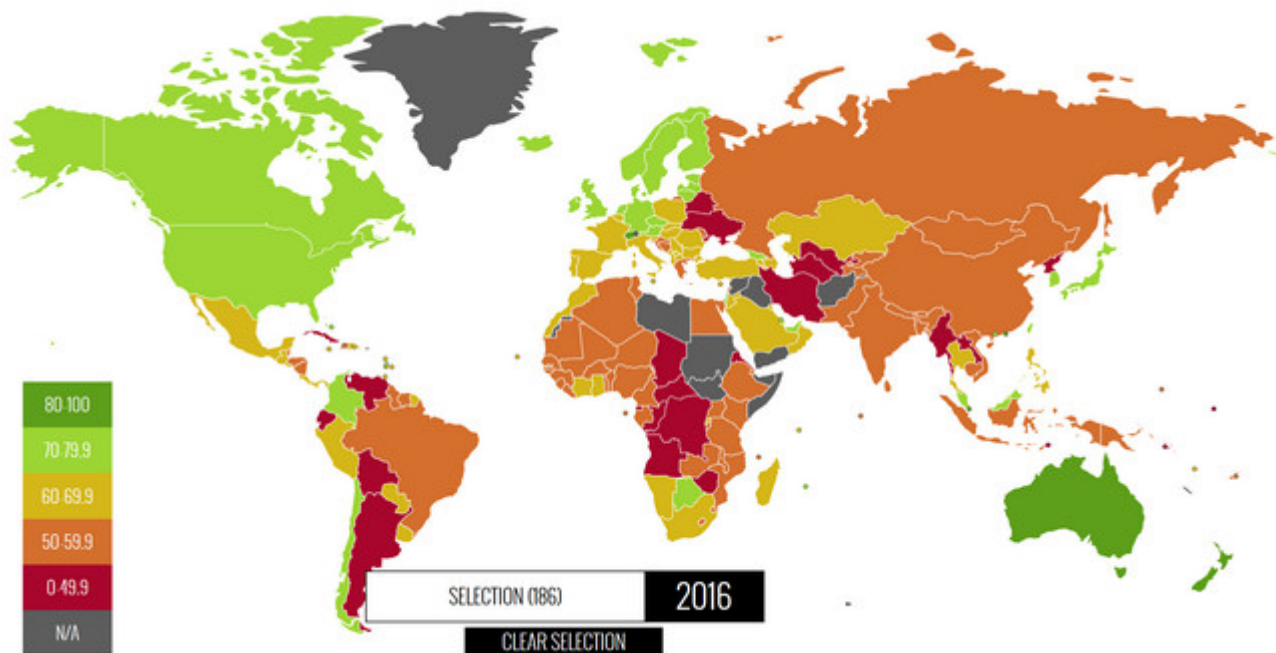 80-100
70-79.9
60-69.9
50-59.9
0-49.9
N/A
SELECTION (186)
2016
CLEAR SELECTION